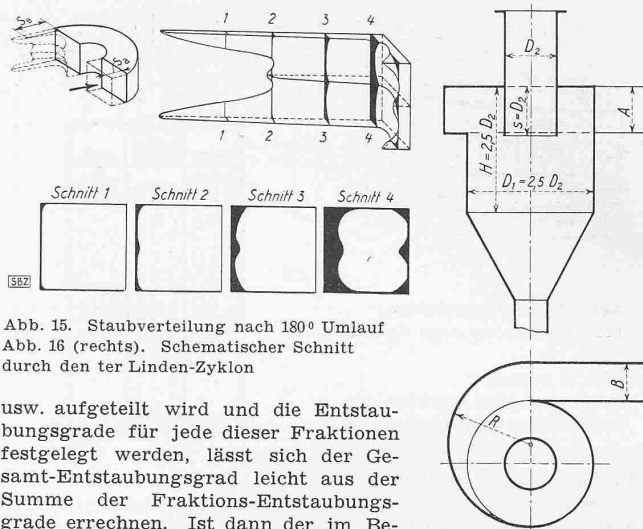 S_B
S_B
1 2 3 4
1 2 3 4
Schnitt 1 Schnitt 2 Schnitt 3 Schnitt 4
SBZ
Abb. 15. Staubverteilung nach 180° Umlauf
Abb. 16 (rechts). Schematischer Schnitt
durch den ter Linden-Zyklon
usw. aufgeteilt wird und die Entstau-
bungsgrade für jede dieser Fraktionen
festgelegt werden, lässt sich der Ge-
samt-Entstaubungsgrad leicht aus der
Summe der Fraktions-Entstaubungs-
grade errechnen. Ist dann der im Be-
D₂
s=D₂
A
H=2,5 D₂
D₁=2,5 D₂
B
R